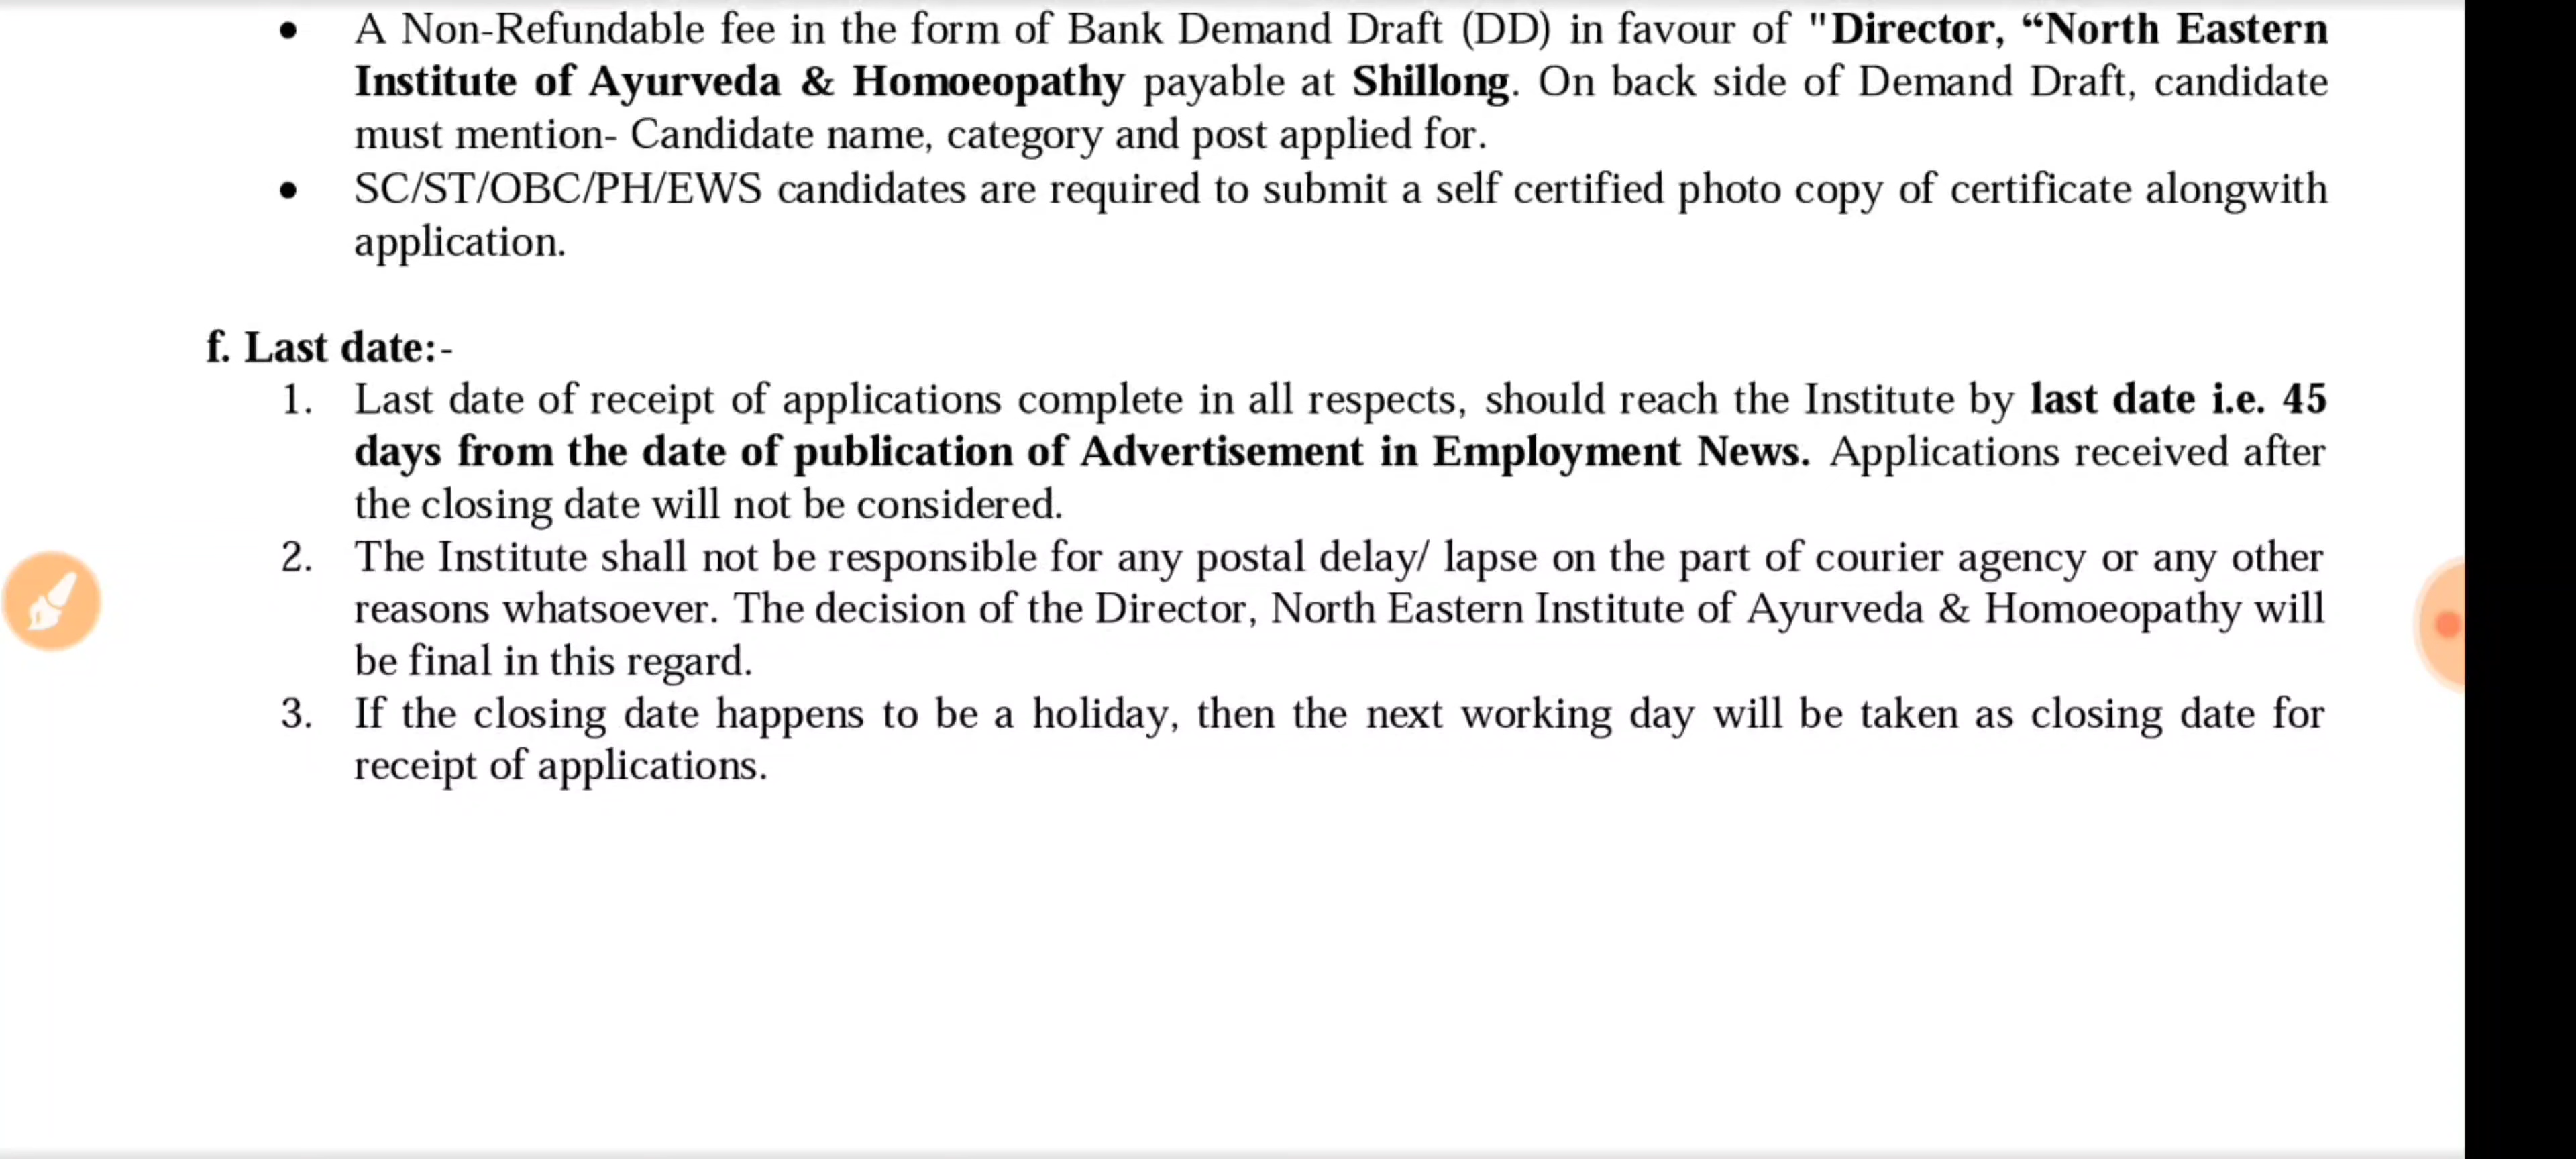 • A Non-Refundable fee in the form of Bank Demand Draft (DD) in favour of "Director, “North Eastern
Institute of Ayurveda & Homoeopathy payable at Shillong. On back side of Demand Draft, candidate
must mention- Candidate name, category and post applied for.
• SC/ST/OBC/PH/EWS candidates are required to submit a self certified photo copy of certificate alongwith
application.
f. Last date:-
1. Last date of receipt of applications complete in all respects, should reach the Institute by last date i.e. 45
days from the date of publication of Advertisement in Employment News. Applications received after
the closing date will not be considered.
2. The Institute shall not be responsible for any postal delay/ lapse on the part of courier agency or any other
reasons whatsoever. The decision of the Director, North Eastern Institute of Ayurveda & Homoeopathy will
be final in this regard.
3. If the closing date happens to be a holiday, then the next working day will be taken as closing date for
receipt of applications.